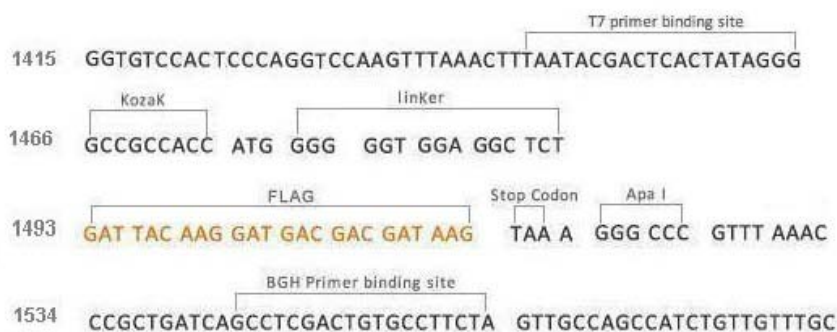 T7 primer binding site
1415 GGTGTCCACTCCCAGGTCCAAGTTTAAACTTTAATACGACTCACTATAGGG
KozaK linKer
1466 GCCGCCACC ATG GGG GGT GGA GGC TCT
FLAG Stop Codon Apa I
1493 GAT TAC AAG GAT GAC GAC GAT AAG TAA A GGG CCC GTTT AAAC
BGH Primer binding site
1534 CCGCTGATCAGCCTCGACTGTGCCTTCTA GTTGCCAGCCATCTGTTGTTTGC